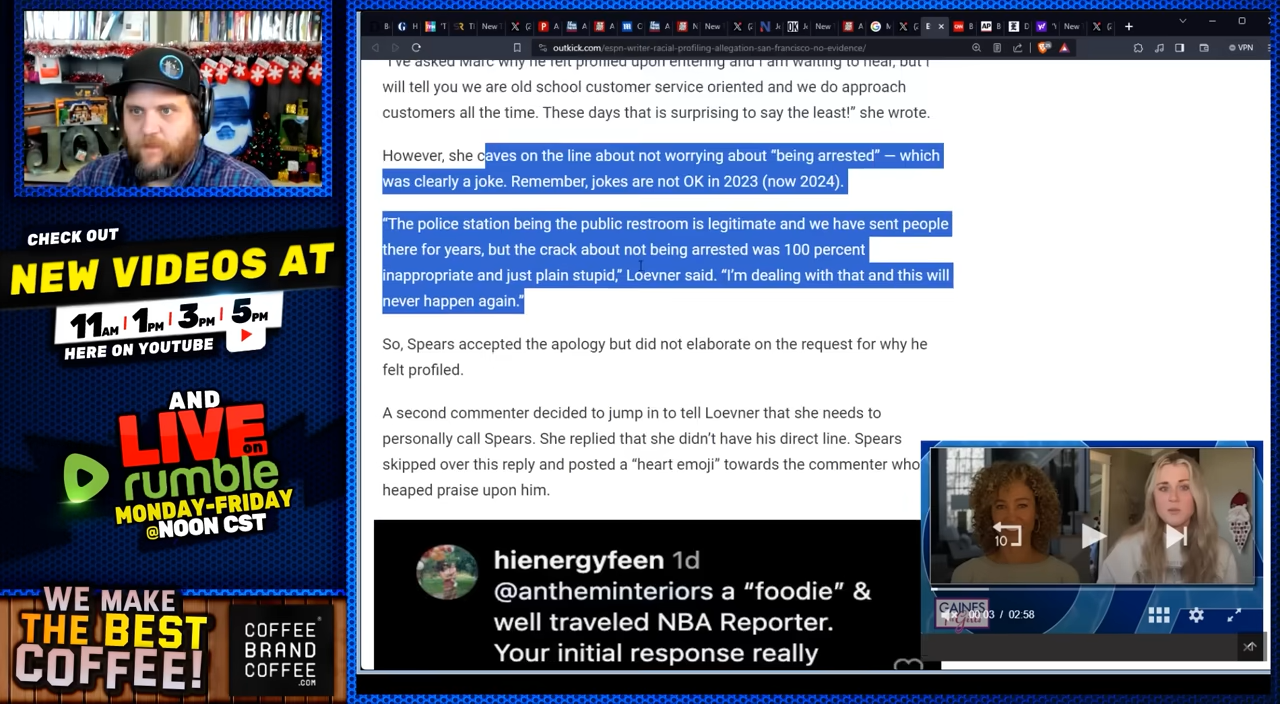 New
New
New
outkick.com/espn-writer-racial-profiling-allegation-san-francisco-no-evidence/
VPN
"I've asked Marc why he felt profiled upon entering and I am waiting to hear, but I
will tell you we are old school customer service oriented and we do approach
customers all the time. These days that is surprising to say the least!" she wrote.
However, she caves on the line about not worrying about "being arrested" — which
was clearly a joke. Remember, jokes are not OK in 2023 (now 2024).
"The police station being the public restroom is legitimate and we have sent people
there for years, but the crack about not being arrested was 100 percent
inappropriate and just plain stupid," Loevner said. "I'm dealing with that and this will
never happen again."
So, Spears accepted the apology but did not elaborate on the request for why he
felt profiled.
A second commenter decided to jump in to tell Loevner that she needs to
personally call Spears. She replied that she didn't have his direct line. Spears
skipped over this reply and posted a "heart emoji" towards the commenter who
heaped praise upon him.
hienergyfeen 1d
@antheminteriors a "foodie" &
well traveled NBA Reporter.
Your initial response really
10
GAINES
00:03 / 02:58
JOY
CHECK OUT
NEW VIDEOS AT
11AM | 1PM | 3PM | 5PM
HERE ON YOUTUBE
AND
LIVE on
rumble
MONDAY-FRIDAY
@NOON CST
WE MAKE
THE BEST
COFFEE!
COFFEE
BRAND
COFFEE
.COM